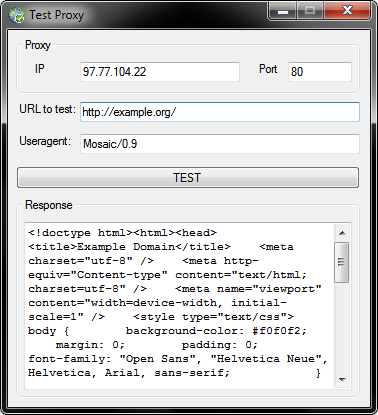 Test Proxy
Proxy
IP 97.77.104.22 Port 80
URL to test: http://example.org/
Useragent: Mosaic/0.9
TEST
Response
<!doctype html><html><head>
<title>Example Domain</title>    <meta
charset="utf-8" />    <meta http-
equiv="Content-type" content="text/html;
charset=utf-8" />    <meta name="viewport"
content="width=device-width, initial-
scale=1" />    <style type="text/css">
body {        background-color: #f0f0f2;
    margin: 0;        padding: 0;
font-family: "Open Sans", "Helvetica Neue",
Helvetica, Arial, sans-serif;            }